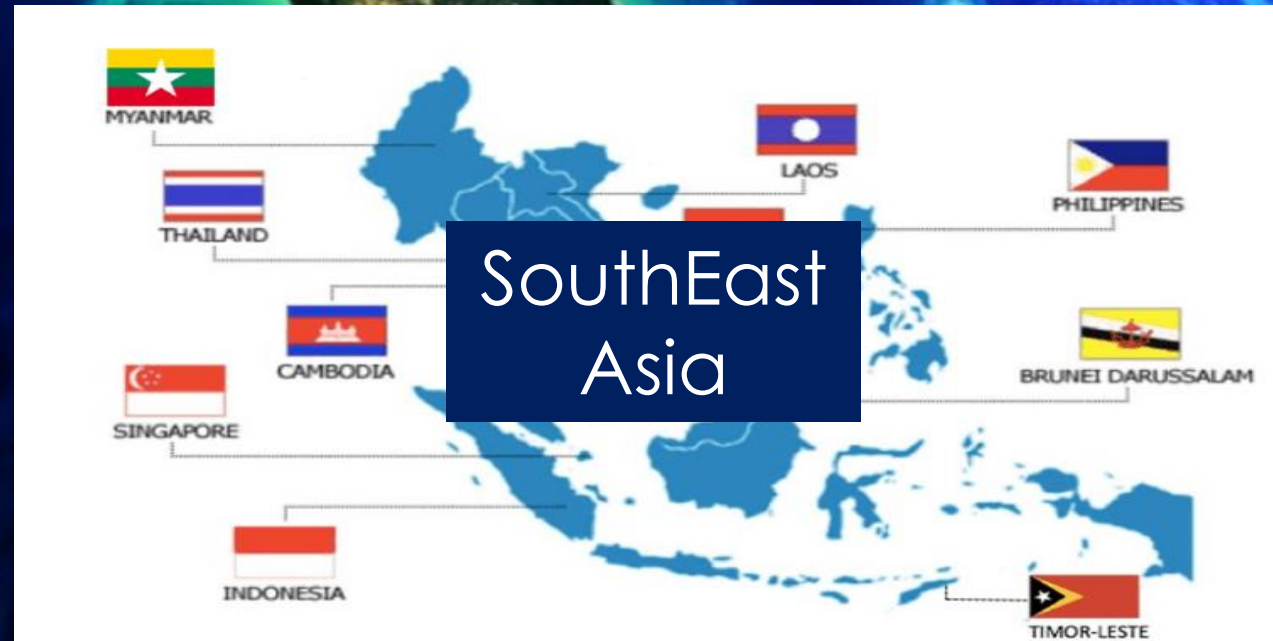 MYANMAR
LAOS
PHILIPPINES
THAILAND
SouthEast
Asia
CAMBODIA
BRUNEI DARUSSALAM
SINGAPORE
INDONESIA
TIMOR-LESTE